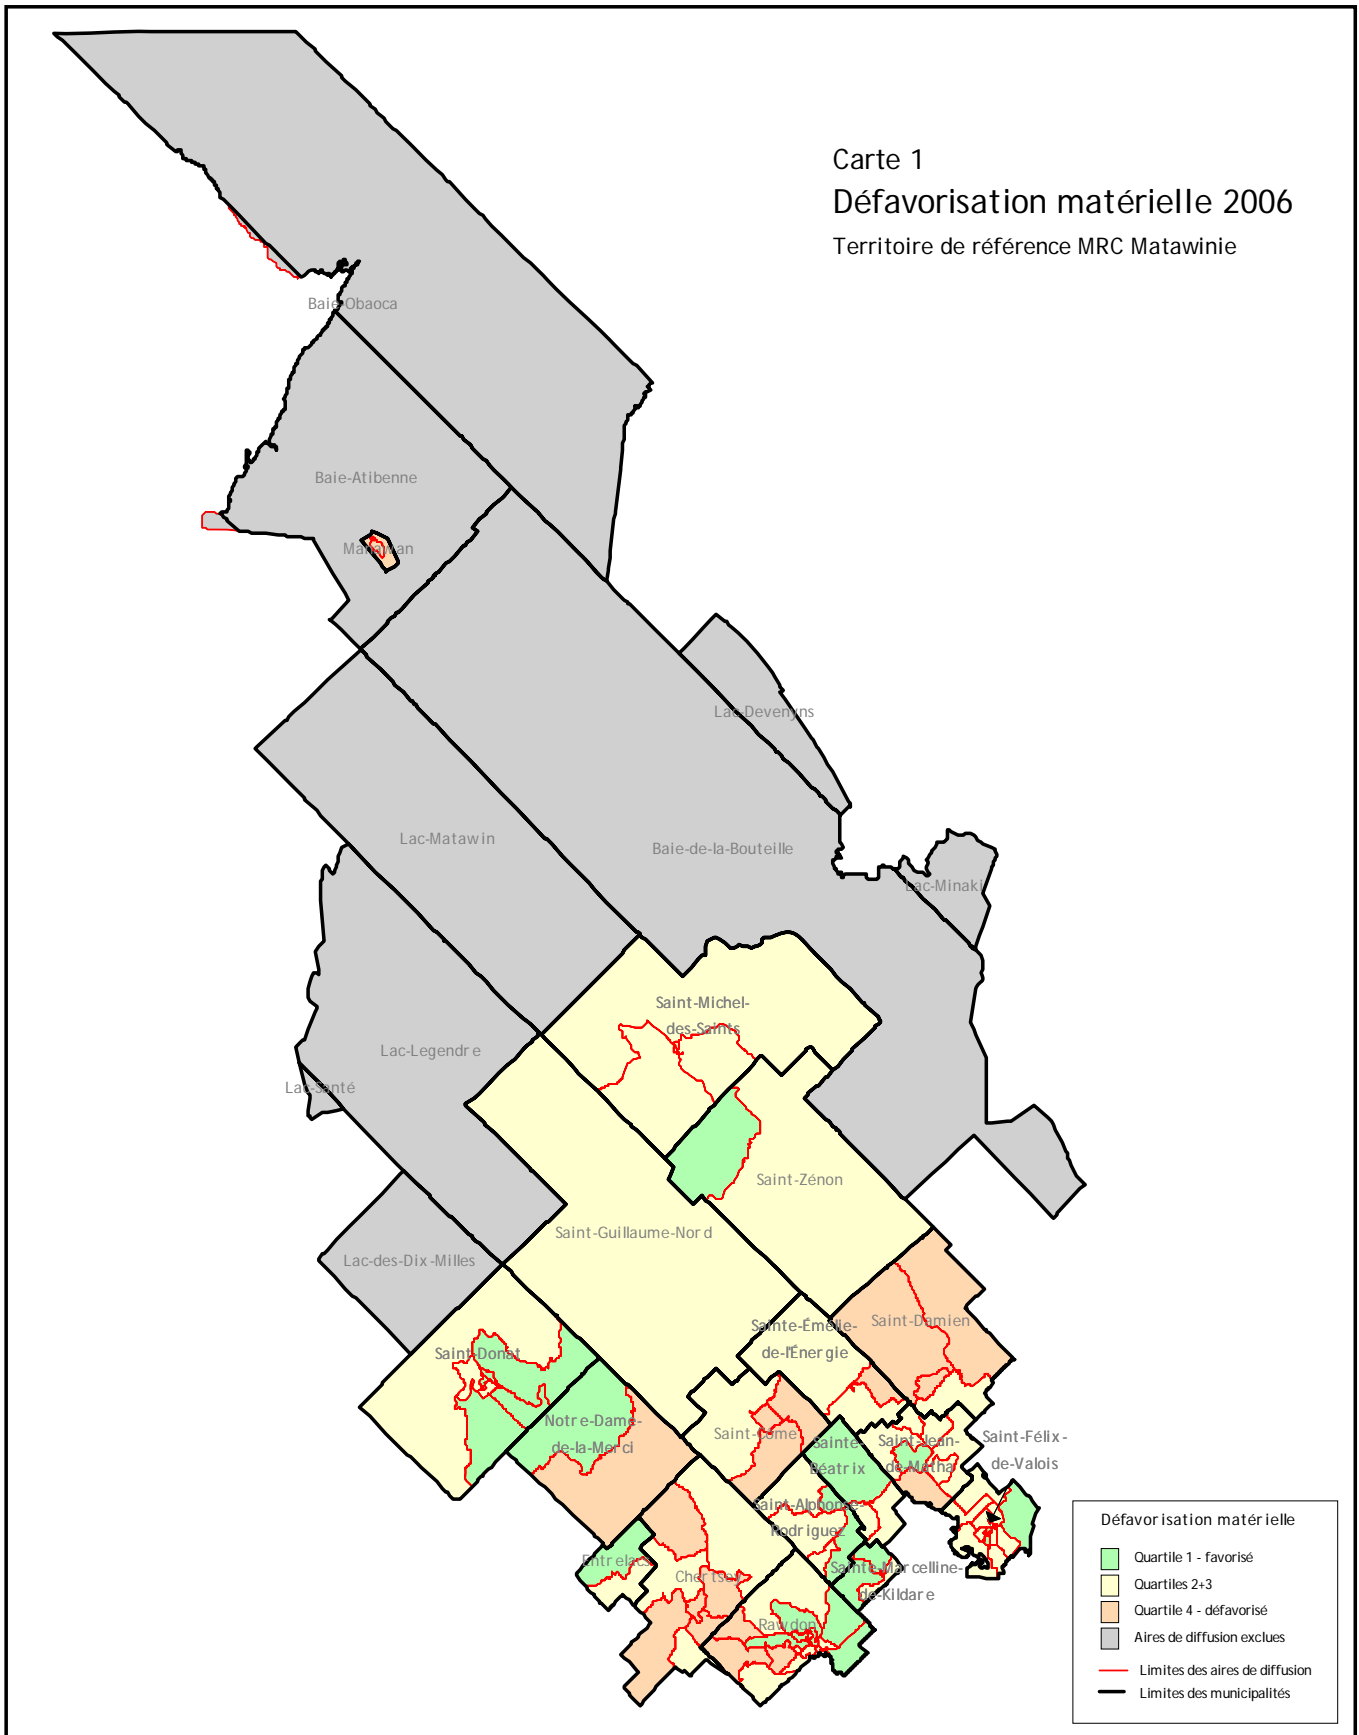 Carte 1
Défavorisation matérielle 2006
Territoire de référence MRC Matawinie
Baie-Obaoca
Baie-Atibenne
Manawan
Lac-Devenyns
Lac-Matawin
Baie-de-la-Bouteille
Lac-Minaki
Saint-Michel-
des-Saints
Lac-Legendre
Lac-Santé
Saint-Zénon
Saint-Guillaume-Nord
Lac-des-Dix-Milles
Saint-Damien
Sainte-Émélie-
de-l'Énergie
Saint-Donat
Notre-Dame-
de-la-Merci
Saint-Côme
Sainte-
Béatrix
Saint-Jean-
de-Matha
Saint-Félix-
de-Valois
Saint-Alphonse-
Rodriguez
Entrelacs
Chertsey
Sainte-Marcelline-
de-Kildare
Rawdon
Défavorisation matérielle
Quartile 1 - favorisé
Quartiles 2+3
Quartile 4 - défavorisé
Aires de diffusion exclues
Limites des aires de diffusion
Limites des municipalités